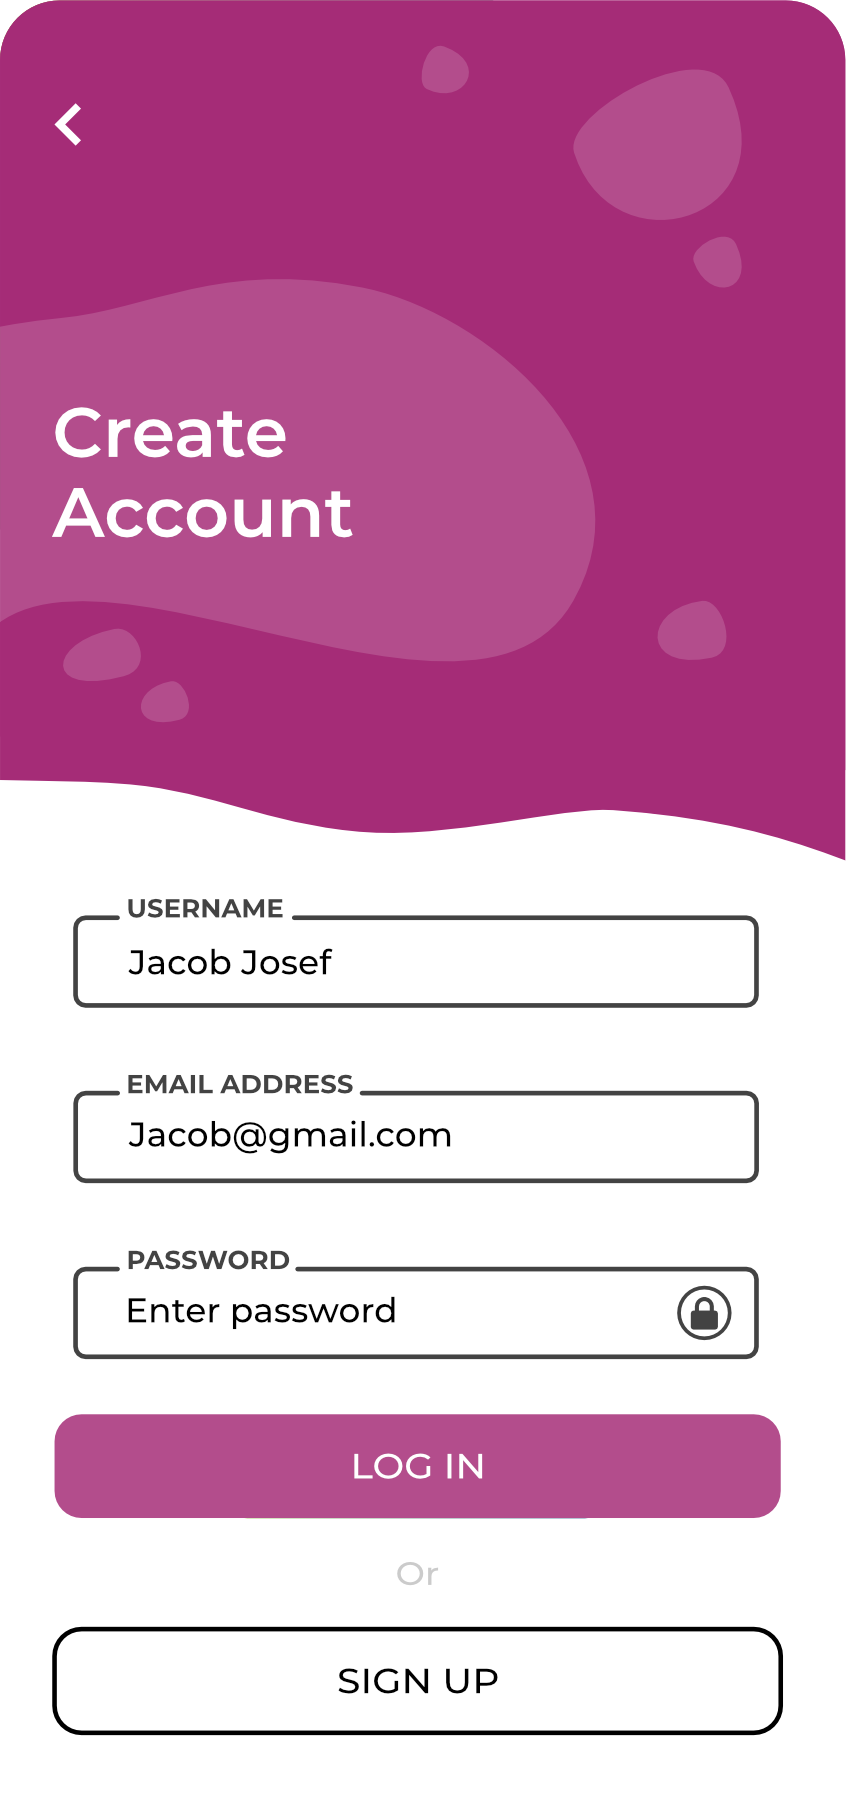 Create
Account
USERNAME
Jacob Josef
EMAIL ADDRESS
Jacob@gmail.com
PASSWORD
Enter password
LOG IN
Or
SIGN UP